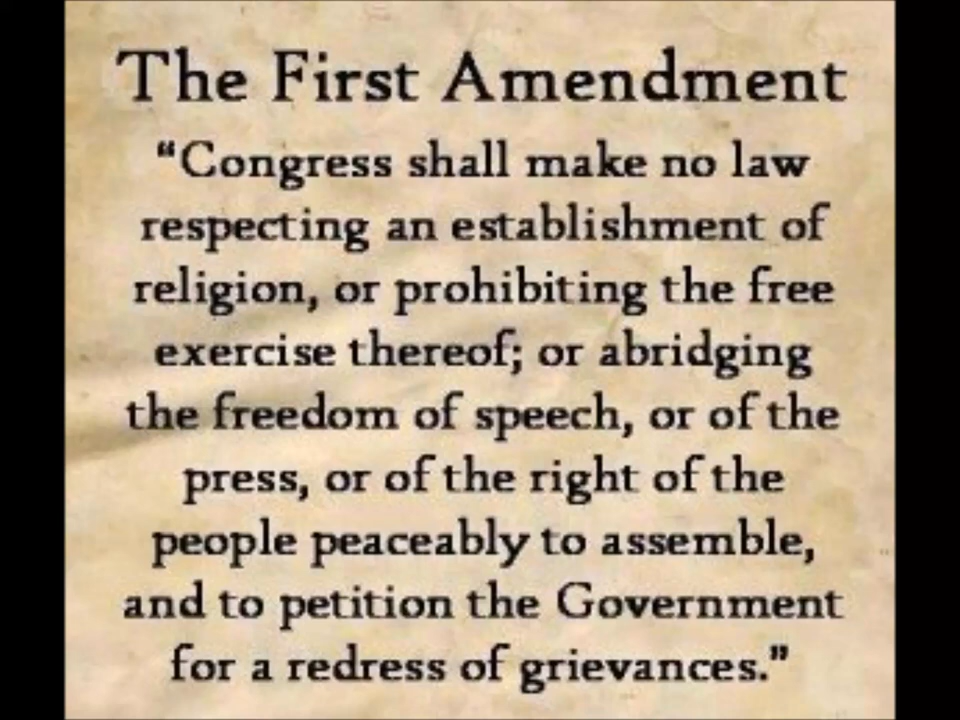 The First Amendment
“Congress shall make no law
respecting an establishment of
religion, or prohibiting the free
exercise thereof; or abridging
the freedom of speech, or of the
press, or of the right of the
people peaceably to assemble,
and to petition the Government
for a redress of grievances.”